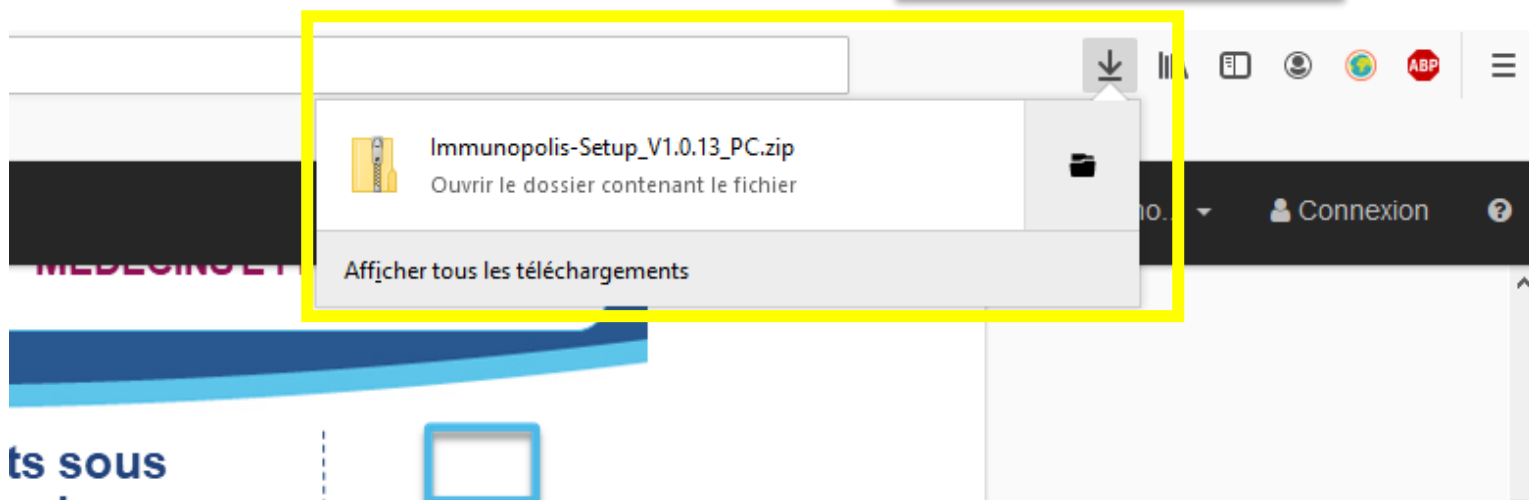 ABP
Immunopolis-Setup_V1.0.13_PC.zip
Ouvrir le dossier contenant le fichier
Connexion
Afficher tous les téléchargements
ts sous